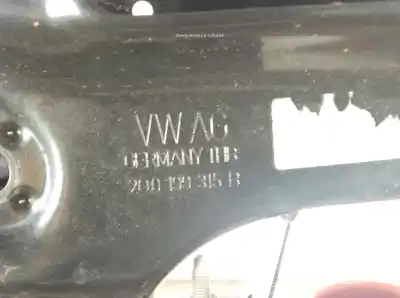 VW AG
GERMANY THR
2Q0 199 315 B